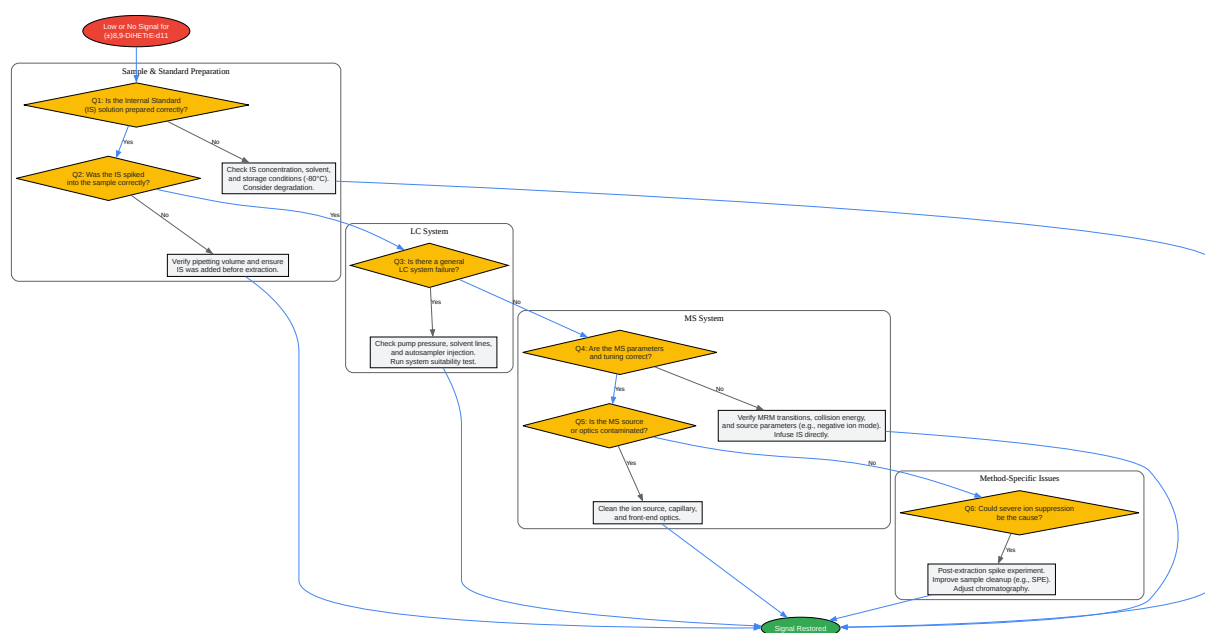 Low or No Signal for
(±)8,9-DiHETrE-d11
Sample & Standard Preparation
Q1: Is the Internal Standard
(IS) solution prepared correctly?
Yes
No
Q2: Was the IS spiked
into the sample correctly?
Check IS concentration, solvent,
and storage conditions (-80°C).
Consider degradation.
No
Yes
Verify pipetting volume and ensure
IS was added before extraction.
LC System
Q3: Is there a general
LC system failure?
Yes
No
Check pump pressure, solvent lines,
and autosampler injection.
Run system suitability test.
MS System
Q4: Are the MS parameters
and tuning correct?
Yes
No
Q5: Is the MS source
or optics contaminated?
Verify MRM transitions, collision energy,
and source parameters (e.g., negative ion mode).
Infuse IS directly.
Yes
No
Clean the ion source, capillary,
and front-end optics.
Method-Specific Issues
Q6: Could severe ion suppression
be the cause?
Yes
Post-extraction spike experiment.
Improve sample cleanup (e.g., SPE).
Adjust chromatography.
Signal Restored